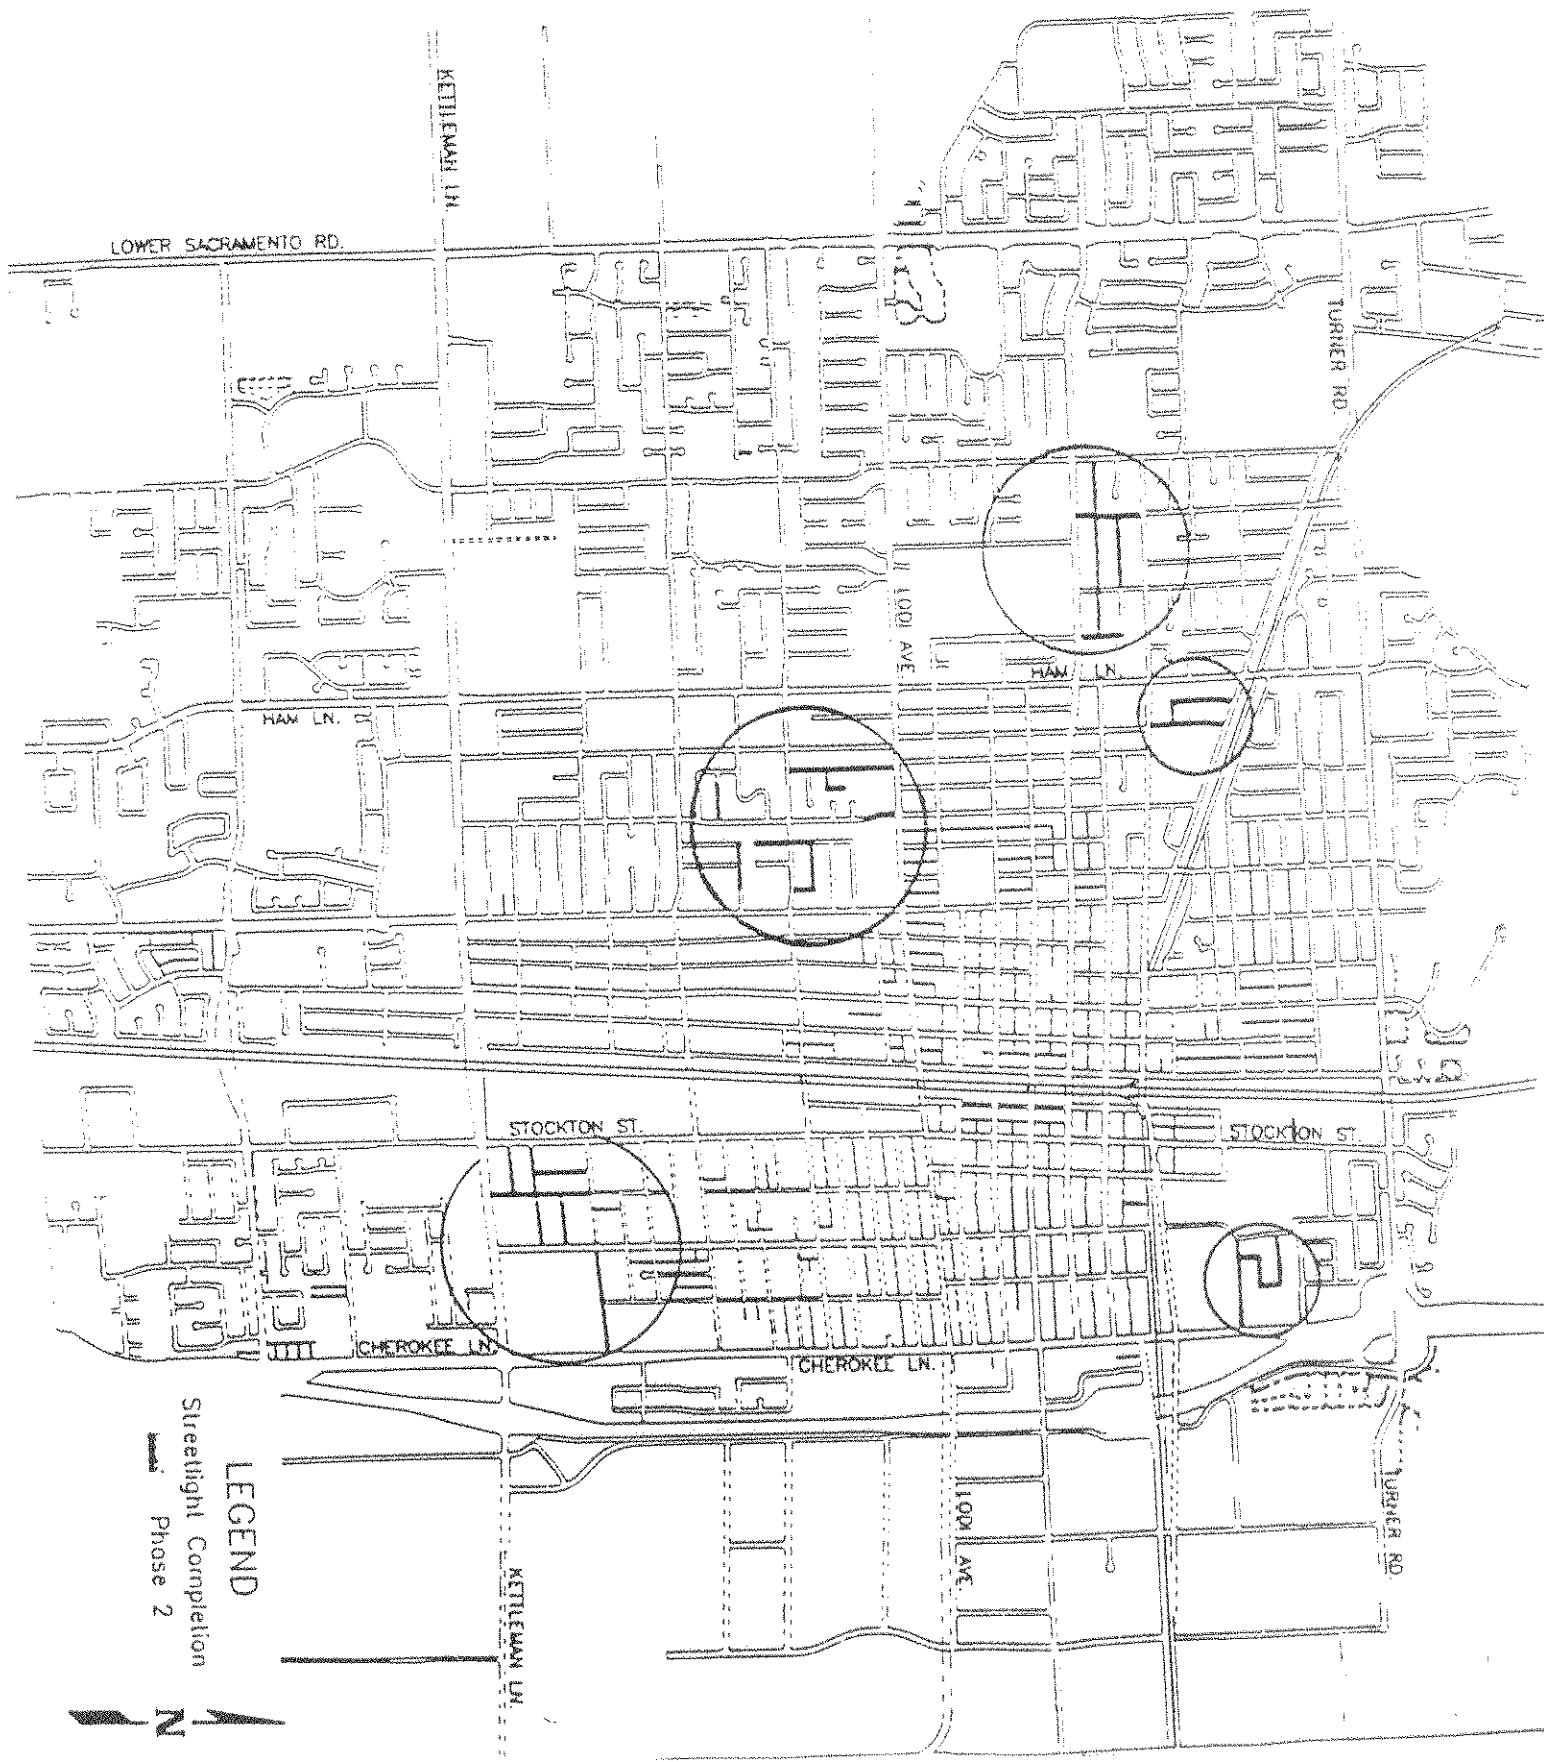 KETTLEMAN LN.
LOWER SACRAMENTO RD.
TURNER RD.
LODI AVE
HAM LN.
HAM LN.
STOCKTON ST.
STOCKTON ST.
CHEROKEE LN.
CHEROKEE LN.
LODI AVE
TURNER RD.
KETTLEMAN LN.
LEGEND
Streetlight Completion
Phase 2
N